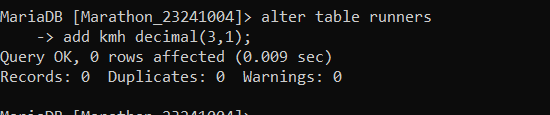 MariaDB [Marathon_23241004]> alter table runners
    -> add kmh decimal(3,1);
Query OK, 0 rows affected (0.009 sec)
Records: 0  Duplicates: 0  Warnings: 0
MariaDB [Marathon_23241004]>